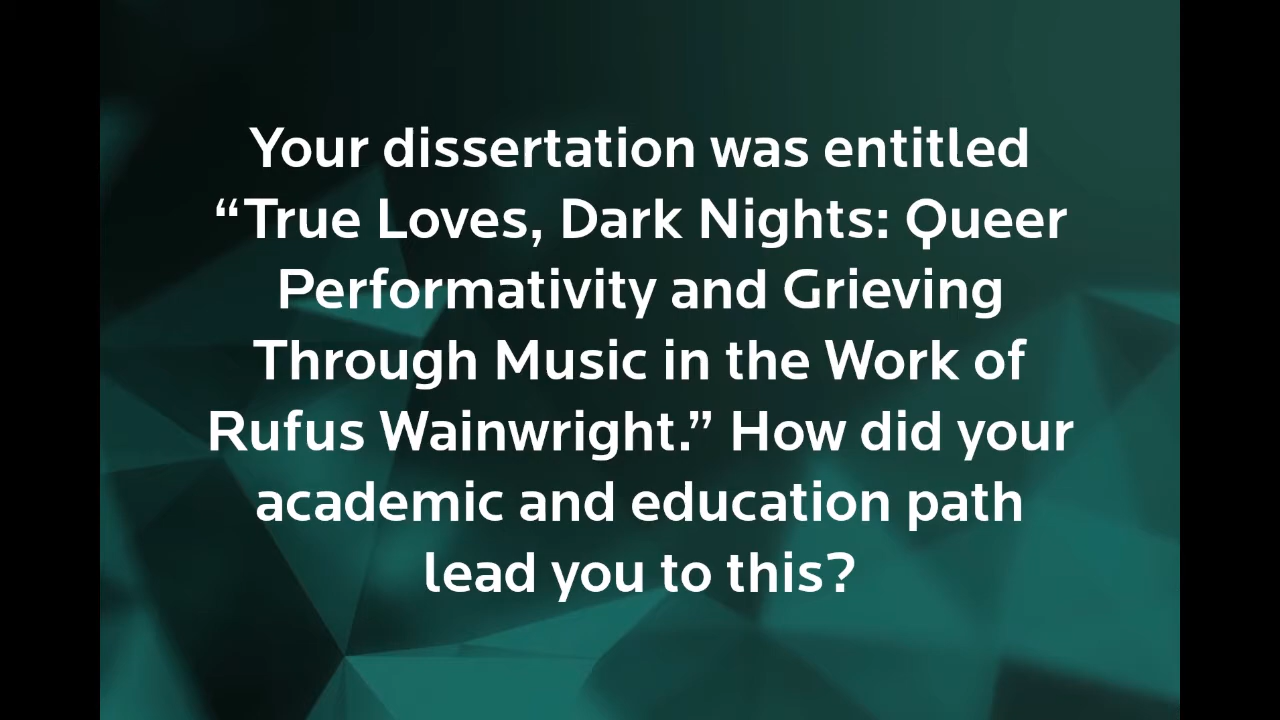 Your dissertation was entitled
“True Loves, Dark Nights: Queer
Performativity and Grieving
Through Music in the Work of
Rufus Wainwright.” How did your
academic and education path
lead you to this?